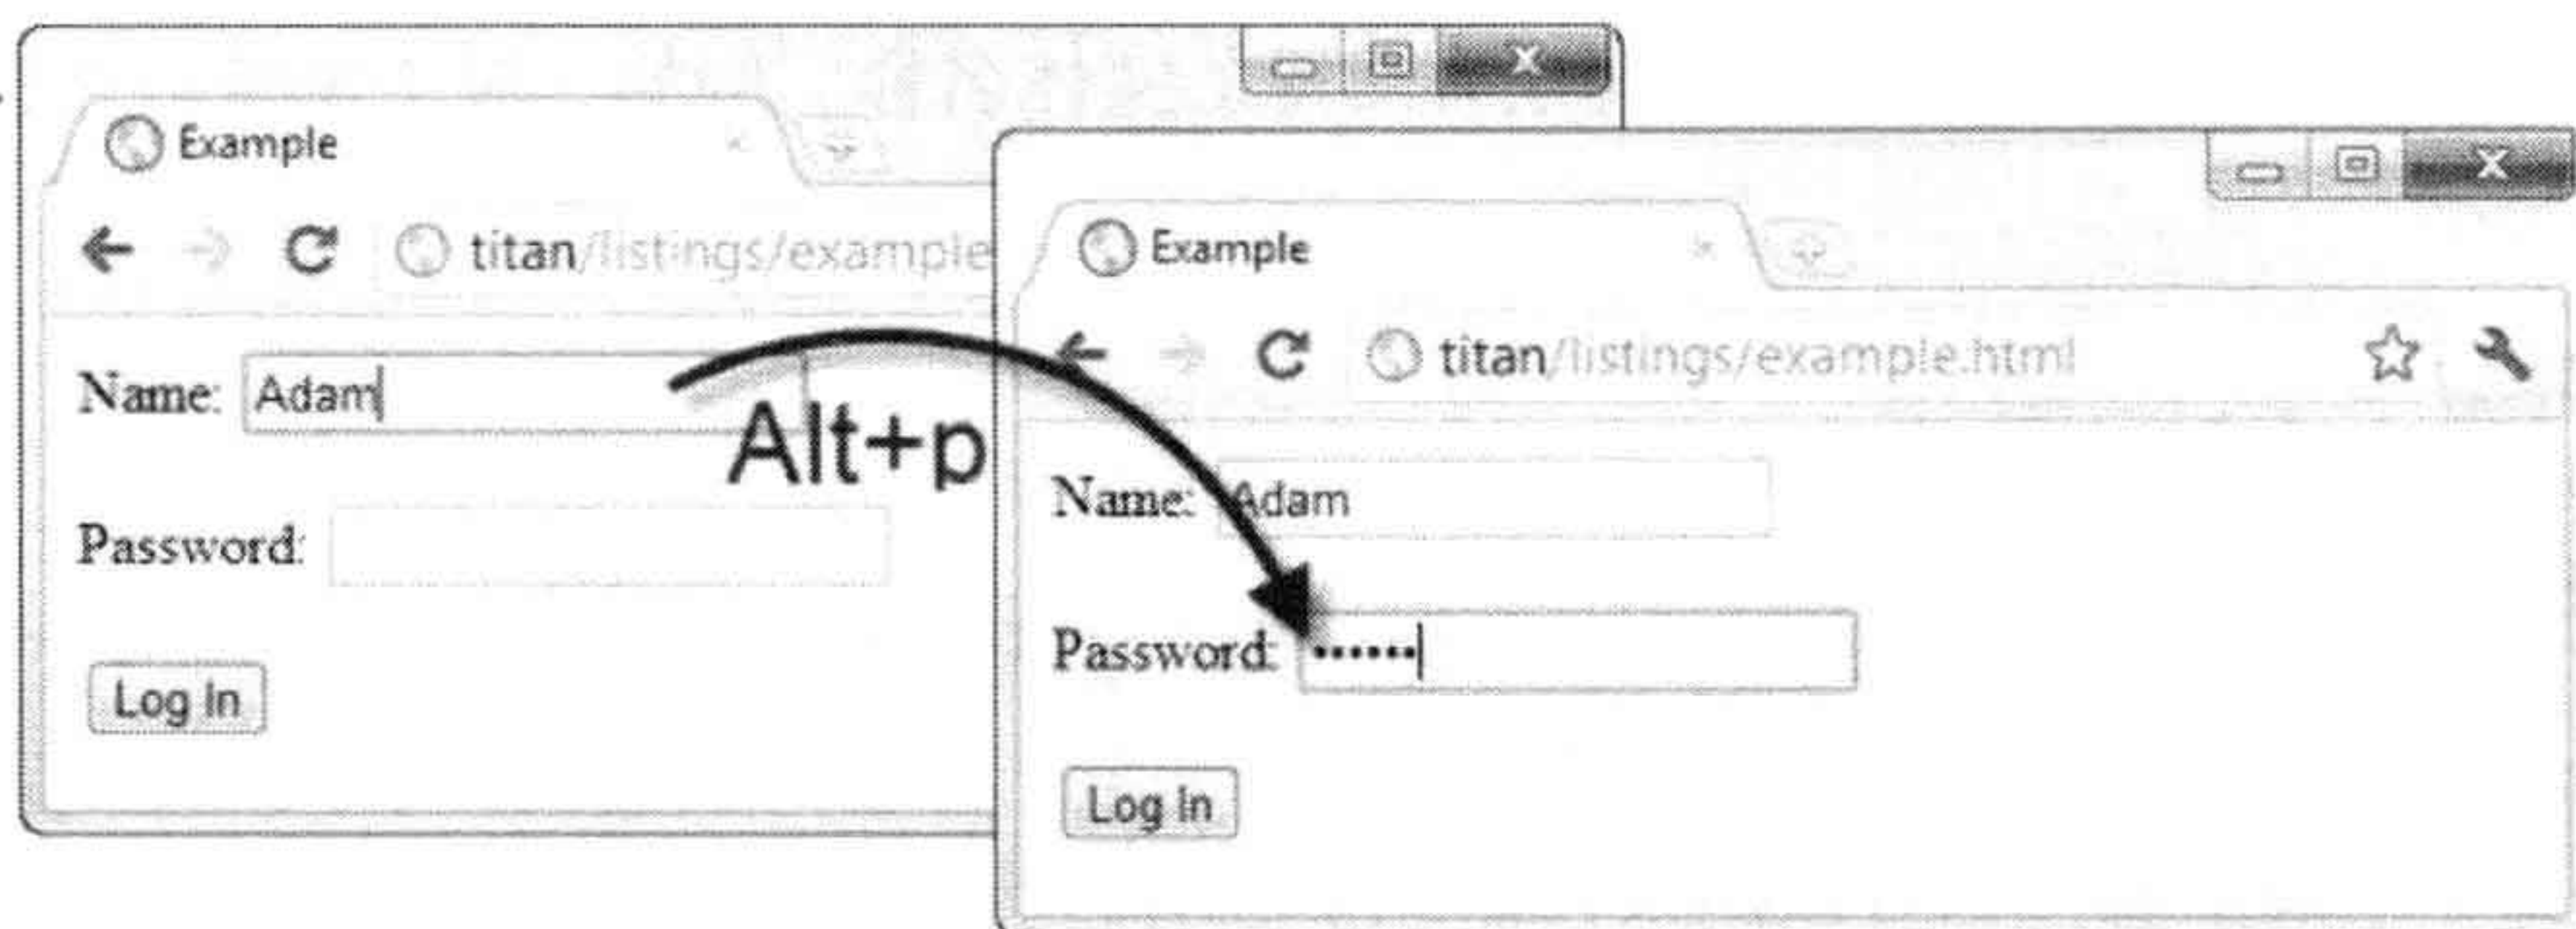 Example
titan/listings/example
Name: Adam
Password:
Log In
Alt+p
Example
titan/listings/example.html
Name: Adam
Password: ••••••
Log In